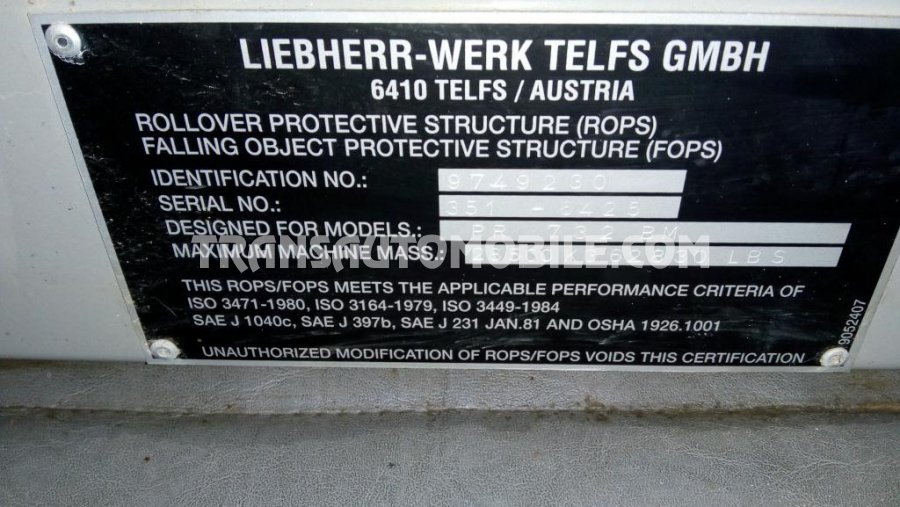 LIEBHERR-WERK TELFS GMBH
6410 TELFS / AUSTRIA
ROLLOVER PROTECTIVE STRUCTURE (ROPS)
FALLING OBJECT PROTECTIVE STRUCTURE (FOPS)
IDENTIFICATION NO.: 9749230
SERIAL NO.: 351 - 6425
DESIGNED FOR MODELS.: PR 732 BM
MAXIMUM MACHINE MASS.: LBS
TRANSAUTOMOBILE.COM
THIS ROPS/FOPS MEETS THE APPLICABLE PERFORMANCE CRITERIA OF
ISO 3471-1980, ISO 3164-1979, ISO 3449-1984
SAE J 1040c, SAE J 397b, SAE J 231 JAN.81 AND OSHA 1926.1001
UNAUTHORIZED MODIFICATION OF ROPS/FOPS VOIDS THIS CERTIFICATION
9052407